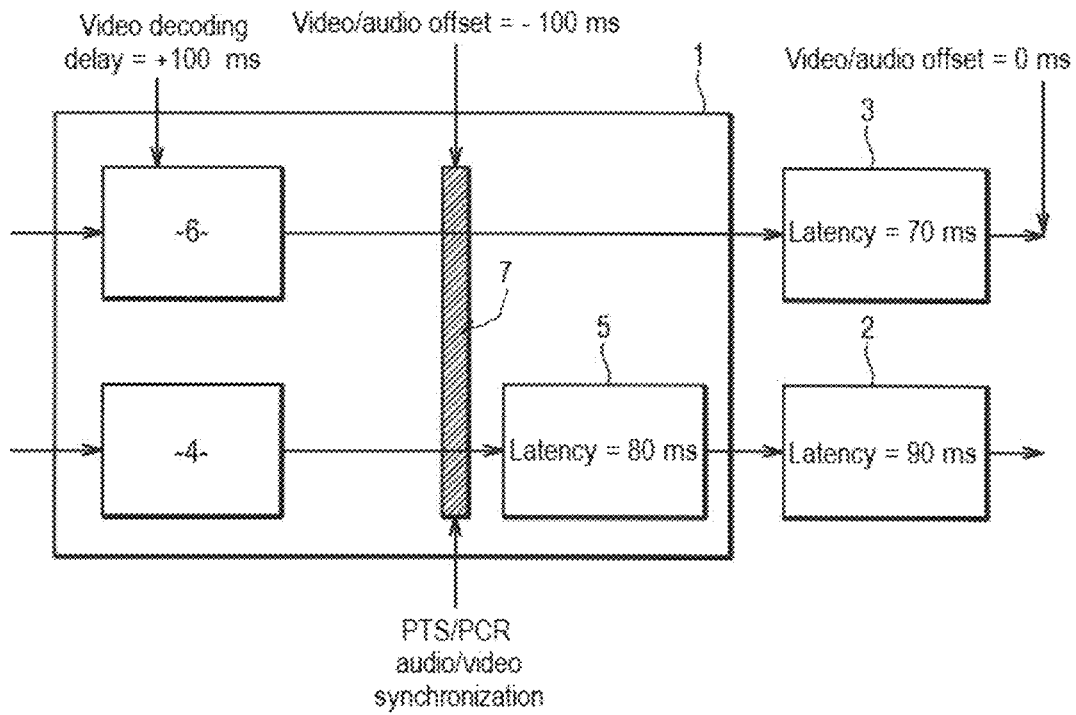 Video decoding
delay = +100 ms
Video/audio offset = - 100 ms
Video/audio offset = 0 ms
1
3
-6-
Latency = 70 ms
7
5
2
-4-
Latency = 80 ms
Latency = 90 ms
PTS/PCR
audio/video
synchronization